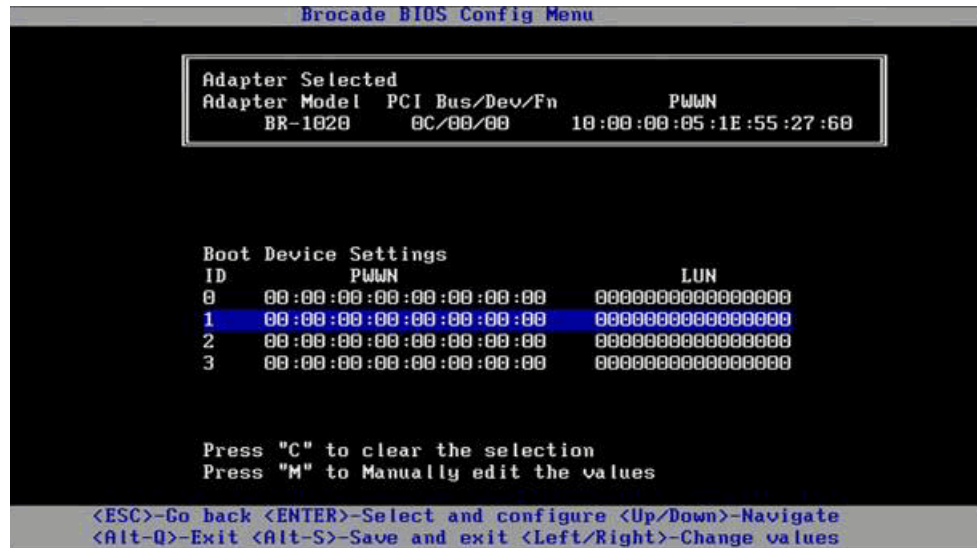 Brocade BIOS Config Menu
Adapter Selected
Adapter Model PCI Bus/Dev/Fn PWWN
BR-1020 0C/00/00 10:00:00:05:1E:55:27:60
Boot Device Settings
ID PWWN LUN
0 00:00:00:00:00:00:00:00 0000000000000000
1 00:00:00:00:00:00:00:00 0000000000000000
2 00:00:00:00:00:00:00:00 0000000000000000
3 00:00:00:00:00:00:00:00 0000000000000000
Press "C" to clear the selection
Press "M" to Manually edit the values
<ESC>-Go back <ENTER>-Select and configure <Up/Down>-Navigate
<Alt-Q>-Exit <Alt-S>-Save and exit <Left/Right>-Change values